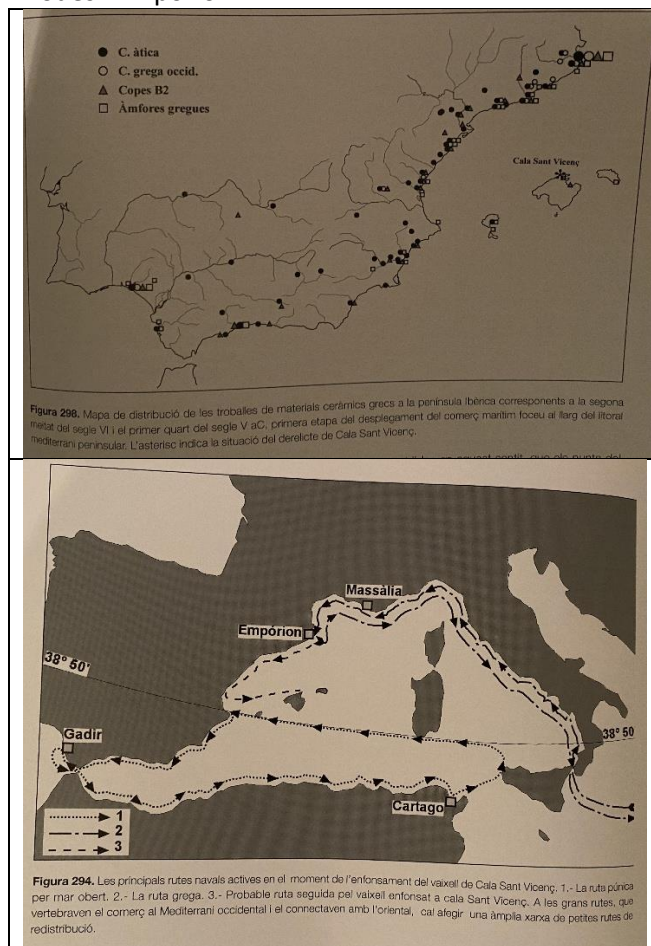 C. àtica
C. grega occid.
Copes B2
Àmfores gregues
Cala Sant Vicenç
Figura 298. Mapa de distribució de les troballes de materials ceràmics grecs a la península Ibèrica corresponents a la segona
meitat del segle VI i el primer quart del segle V aC, primera etapa del desplegament del comerç marítim foceu al llarg del litoral
mediterrani peninsular. L'asterisc indica la situació del derelicte de Cala Sant Vicenç.
Massàlia
Empórion
38° 50'
Gadir
38° 50
Cartago
1
2
3
Figura 294. Les principals rutes navals actives en el moment de l'enfonsament del vaixell de Cala Sant Vicenç. 1.- La ruta púnica
per mar obert. 2.- La ruta grega. 3.- Probable ruta seguida pel vaixell enfonsat a cala Sant Vicenç. A les grans rutes, que
vertebraven el comerç al Mediterrani occidental i el connectaven amb l'oriental, cal afegir una àmplia xarxa de petites rutes de
redistribució.